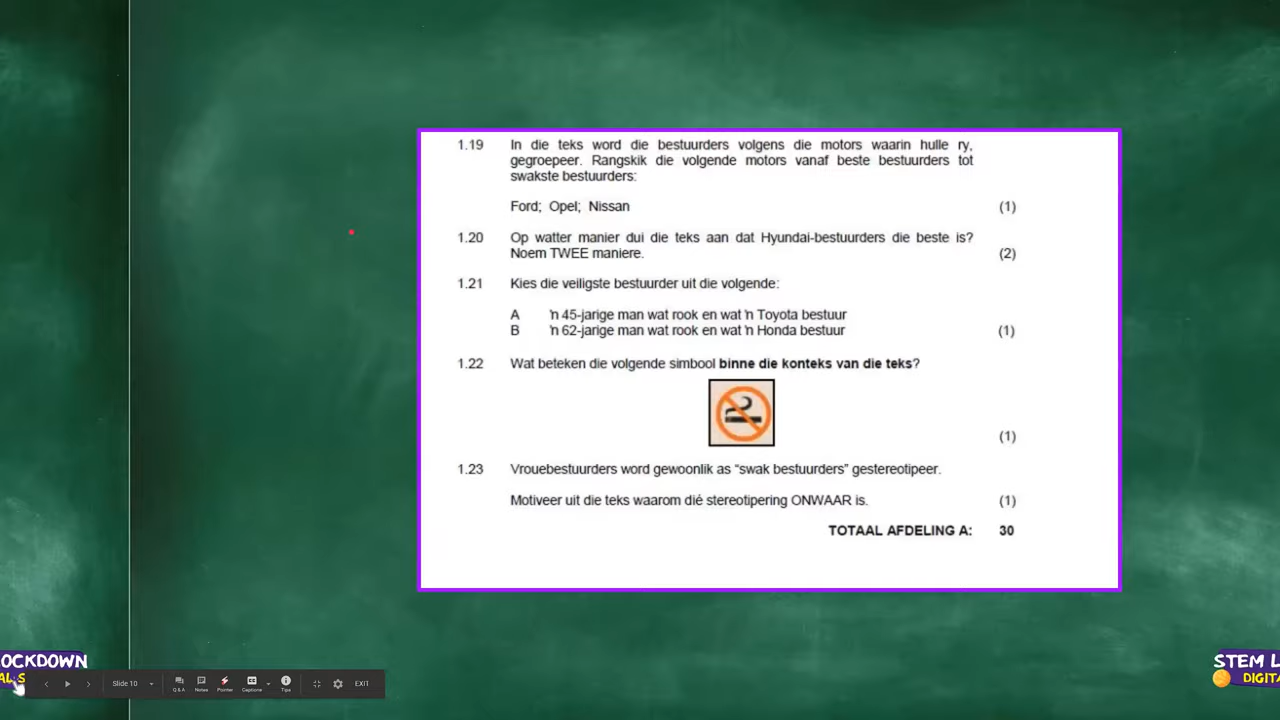 1.19 In die teks word die bestuurders volgens die motors waarin hulle ry,
gegroepeer. Rangskik die volgende motors vanaf beste bestuurders tot
swakste bestuurders:
Ford; Opel; Nissan (1)
1.20 Op watter manier dui die teks aan dat Hyundai-bestuurders die beste is?
Noem TWEE maniere. (2)
1.21 Kies die veiligste bestuurder uit die volgende:
A 'n 45-jarige man wat rook en wat 'n Toyota bestuur
B 'n 62-jarige man wat rook en wat 'n Honda bestuur (1)
1.22 Wat beteken die volgende simbool binne die konteks van die teks?
(1)
1.23 Vrouebestuurders word gewoonlik as “swak bestuurders” gestereotipeer.
Motiveer uit die teks waarom dié stereotipering ONWAAR is. (1)
TOTAAL AFDELING A: 30
OCKDOWN
AL S
Slide 10
Q & A Notes Pointer Captions Tips
EXIT
STEM L
DIGITA